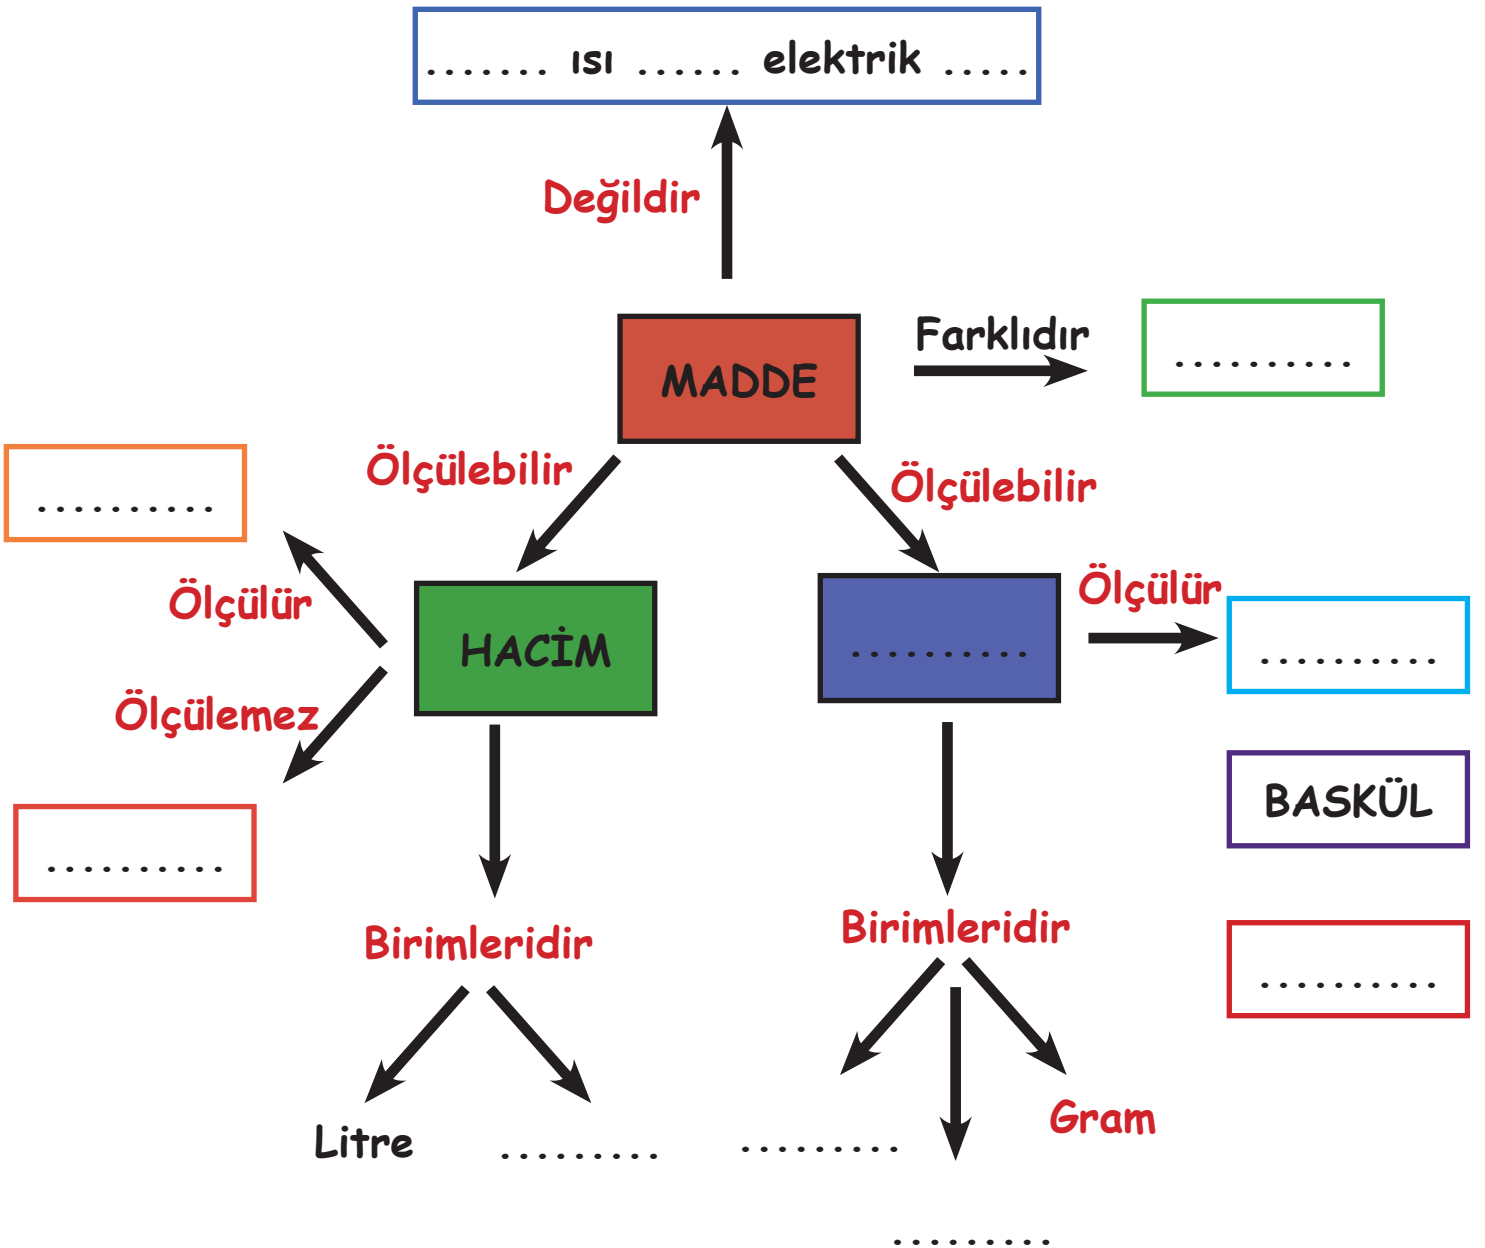 ....... ısı ...... elektrik .....
Değildir
MADDE
Farklıdır
..........
Ölçülebilir
Ölçülebilir
..........
Ölçülür
HACİM
..........
Ölçülür
..........
Ölçülemez
..........
BASKÜL
Birimleridir
Birimleridir
..........
Litre
.........
.........
Gram
.........